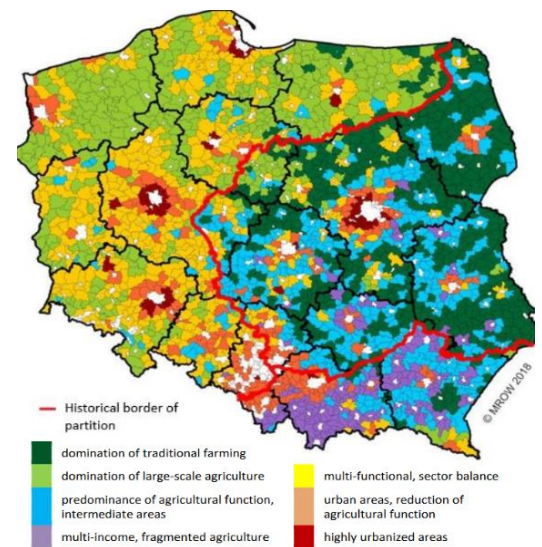 © MROW 2018
Historical border of
partition
domination of traditional farming
domination of large-scale agriculture
predominance of agricultural function,
intermediate areas
multi-income, fragmented agriculture
multi-functional, sector balance
urban areas, reduction of
agricultural function
highly urbanized areas